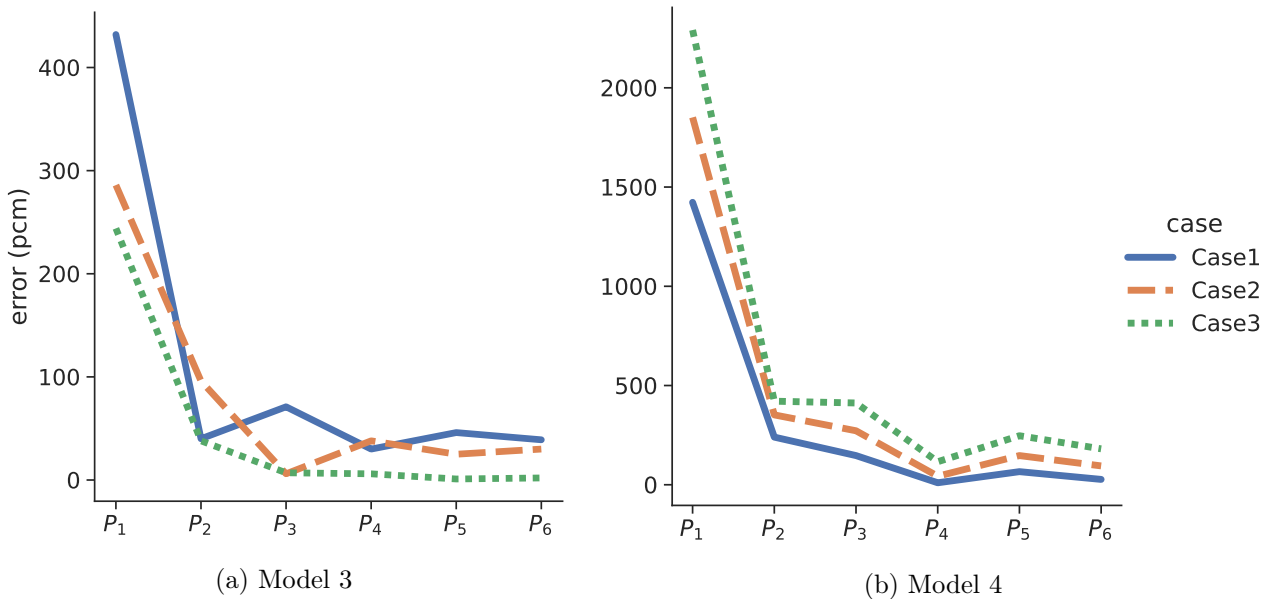 error (pcm)
400
300
200
100
0
P1 P2 P3 P4 P5 P6
(a) Model 3
2000
1500
1000
500
0
P1 P2 P3 P4 P5 P6
(b) Model 4
case
Case1
Case2
Case3